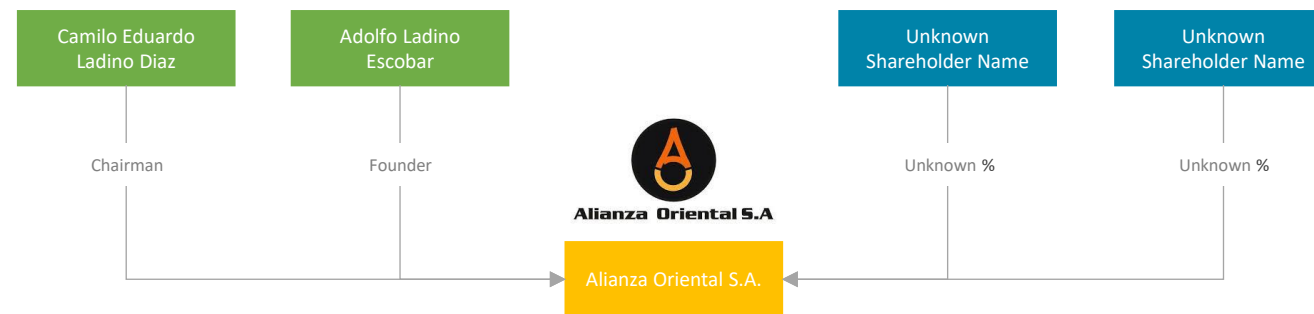 Camilo Eduardo
Ladino Diaz
Adolfo Ladino
Escobar
Unknown
Shareholder Name
Unknown
Shareholder Name
Chairman
Founder
Unknown %
Unknown %
Alianza Oriental S.A
Alianza Oriental S.A.